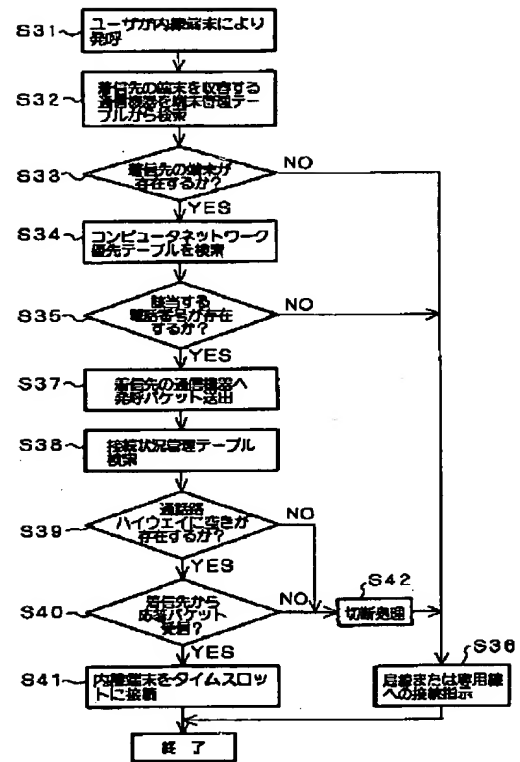 S31
ユーザが内線端末により
発呼
S32
着信先の端末を収容する
通信機器を端末管理テー
ブルから検索
S33
着信先の端末が
存在するか?
NO
YES
S34
コンピュータネットワーク
優先テーブルを検索
S35
該当する
電話番号が存在
するか?
NO
YES
S37
着信先の通信機器へ
発呼パケット送出
S38
接続状況管理テーブル
検索
S39
通話路
ハイウェイに空きが
存在するか?
NO
YES
S40
着信先から
応答パケット
受信?
NO
S42
切断処理
YES
S41
内線端末をタイムスロッ
トに接続
S36
局線または専用線
への接続指示
終 了